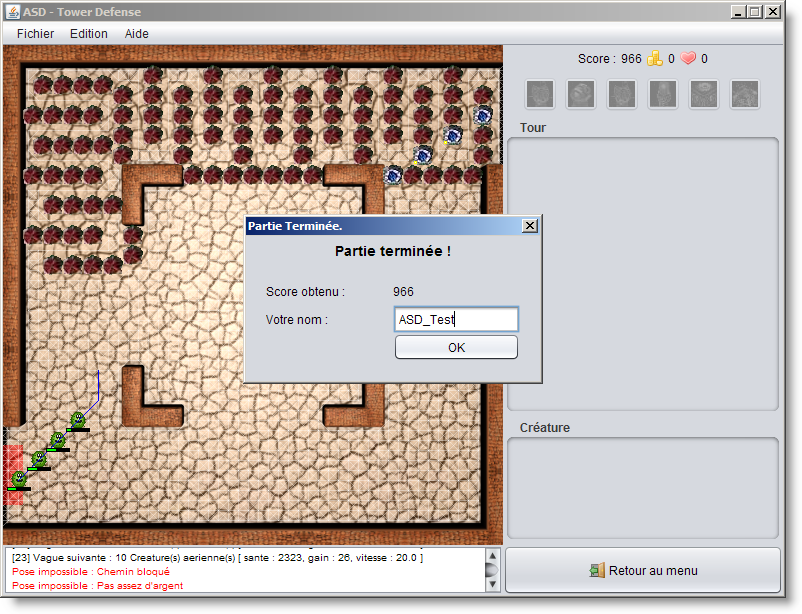 ASD - Tower Defense
Fichier Edition Aide
Score : 966 0 0
Tour
Partie Terminée.
Partie terminée !
Score obtenu : 966
Votre nom : ASD_Test
OK
Créature
[23] Vague suivante : 10 Creature(s) aerienne(s) [ sante : 2323, gain : 26, vitesse : 20.0 ]
Pose impossible : Chemin bloqué
Pose impossible : Pas assez d'argent
Retour au menu